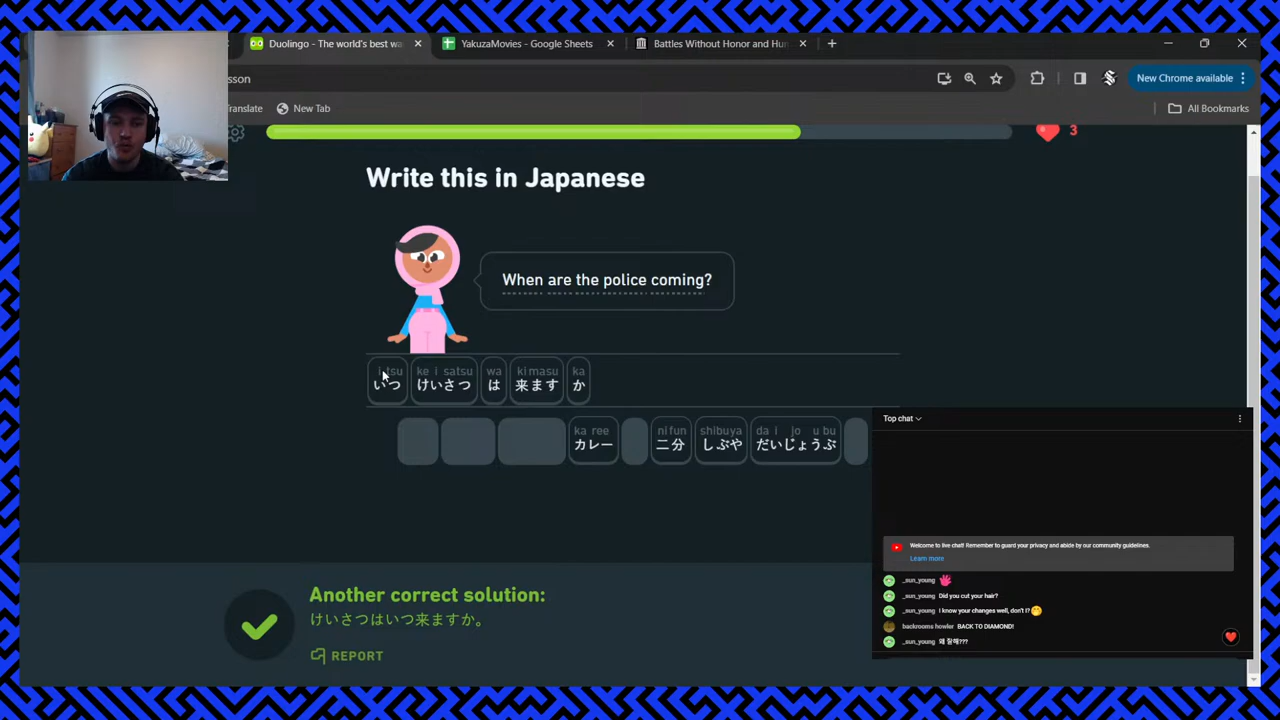 Duolingo - The world's best wa
YakuzaMovies - Google Sheets
Battles Without Honor and Hun
sson
New Chrome available
Translate
New Tab
All Bookmarks
3
Write this in Japanese
When are the police coming?
i tsu ke i satsu wa ki masu ka
いつ けいさつ は 来ます か
ka ree ni fun shibuya da i jo u bu
カレー 二分 しぶや だいじょうぶ
Another correct solution:
けいさつはいつ来ますか。
REPORT
Top chat
Welcome to live chat! Remember to guard your privacy and abide by our community guidelines.
Learn more
_sun_young
_sun_young Did you cut your hair?
_sun_young I know your changes well, don't I?
backrooms howler BACK TO DIAMOND!
_sun_young 왜 잘해???